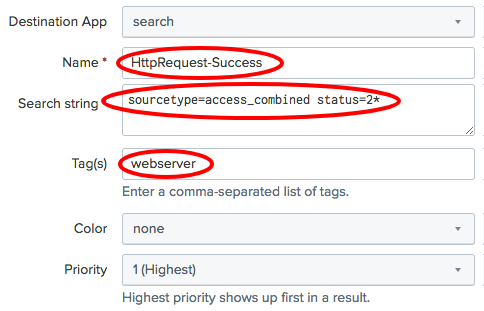 Destination App search
Name * HttpRequest-Success
Search string sourcetype=access_combined status=2*
Tag(s) webserver
Enter a comma-separated list of tags.
Color none
Priority 1 (Highest)
Highest priority shows up first in a result.